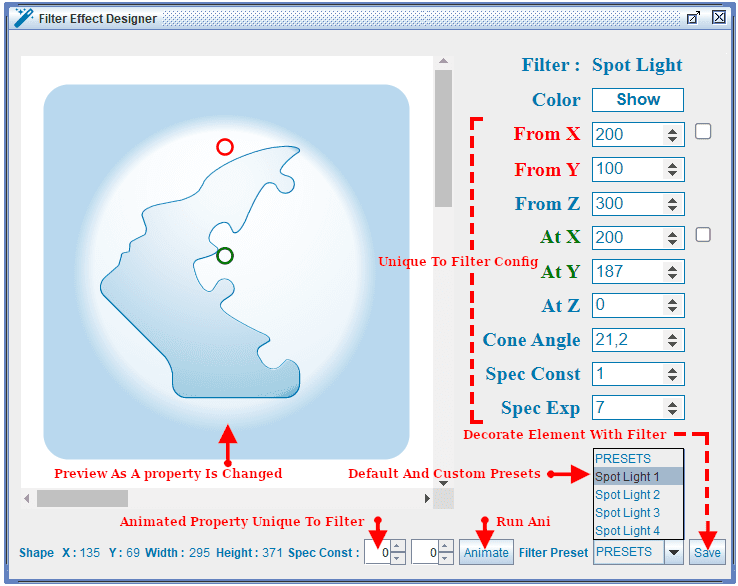 Filter Effect Designer
Filter : Spot Light
Color Show
From X 200
From Y 100
From Z 300
At X 200
Unique To Filter Config
At Y 187
At Z 0
Cone Angle 21,2
Spec Const 1
Spec Exp 7
Decorate Element With Filter
Preview As A property Is Changed
Default And Custom Presets
PRESETS
Spot Light 1
Spot Light 2
Spot Light 3
Spot Light 4
Animated Property Unique To Filter
Run Ani
Shape X : 135 Y : 69 Width : 295 Height : 371 Spec Const : 0 0 Animate Filter Preset PRESETS Save